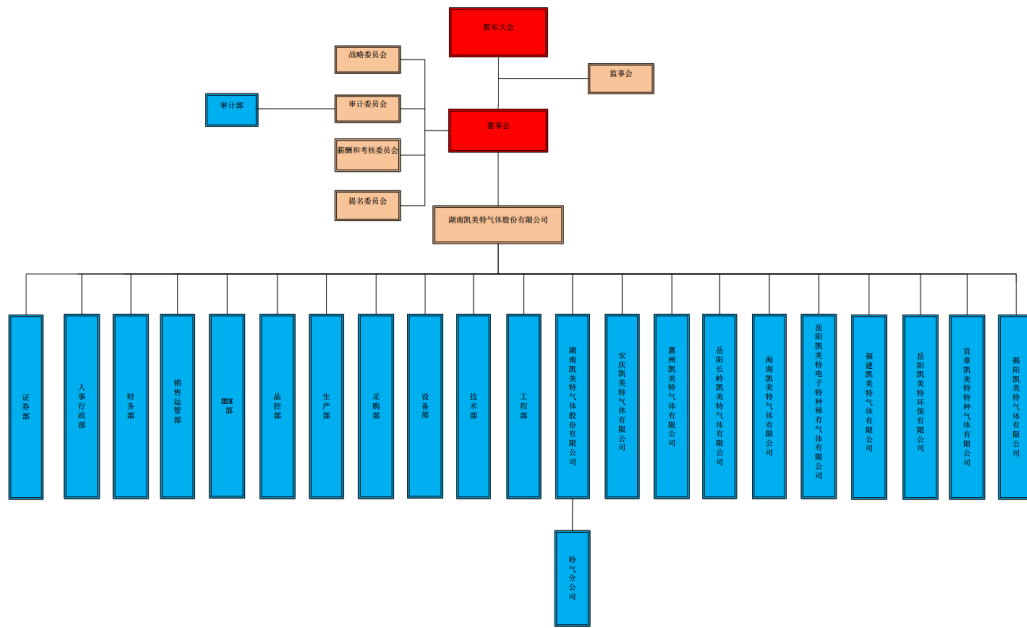 股东大会
战略委员会
监事会
审计部
审计委员会
董事会
薪酬和考核委员会
提名委员会
湖南凯美特气体股份有限公司
证券部
人事行政部
财务部
销售运管部
HSE部
品控部
生产部
采购部
设备部
技术部
工程部
湖南凯美特气体股份有限公司
安庆凯美特气体有限公司
惠州凯美特气体有限公司
岳阳长岭凯美特气体有限公司
海南凯美特气体有限公司
岳阳凯美特电子特种稀有气体有限公司
福建凯美特气体有限公司
岳阳凯美特环保有限公司
宜章凯美特特种气体有限公司
揭阳凯美特气体有限公司
特气分公司